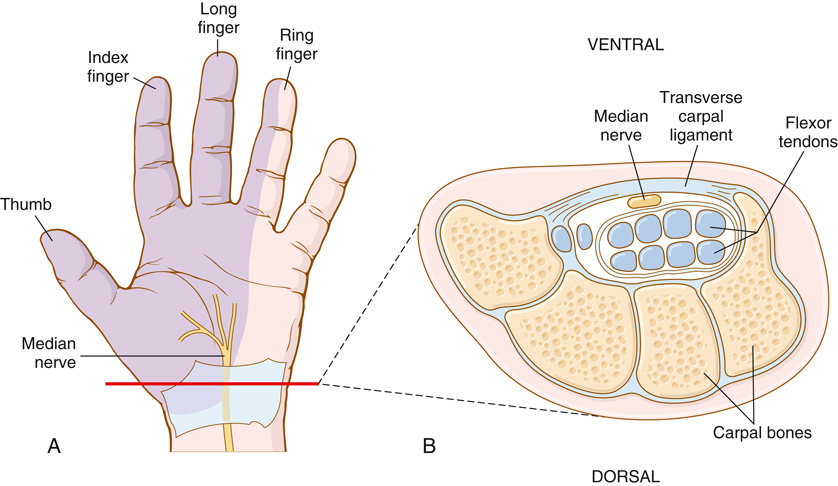 Long
finger
Ring
finger
Index
finger
Thumb
Median
nerve
A
VENTRAL
Transverse
carpal
ligament
Median
nerve
Flexor
tendons
Carpal bones
B
DORSAL